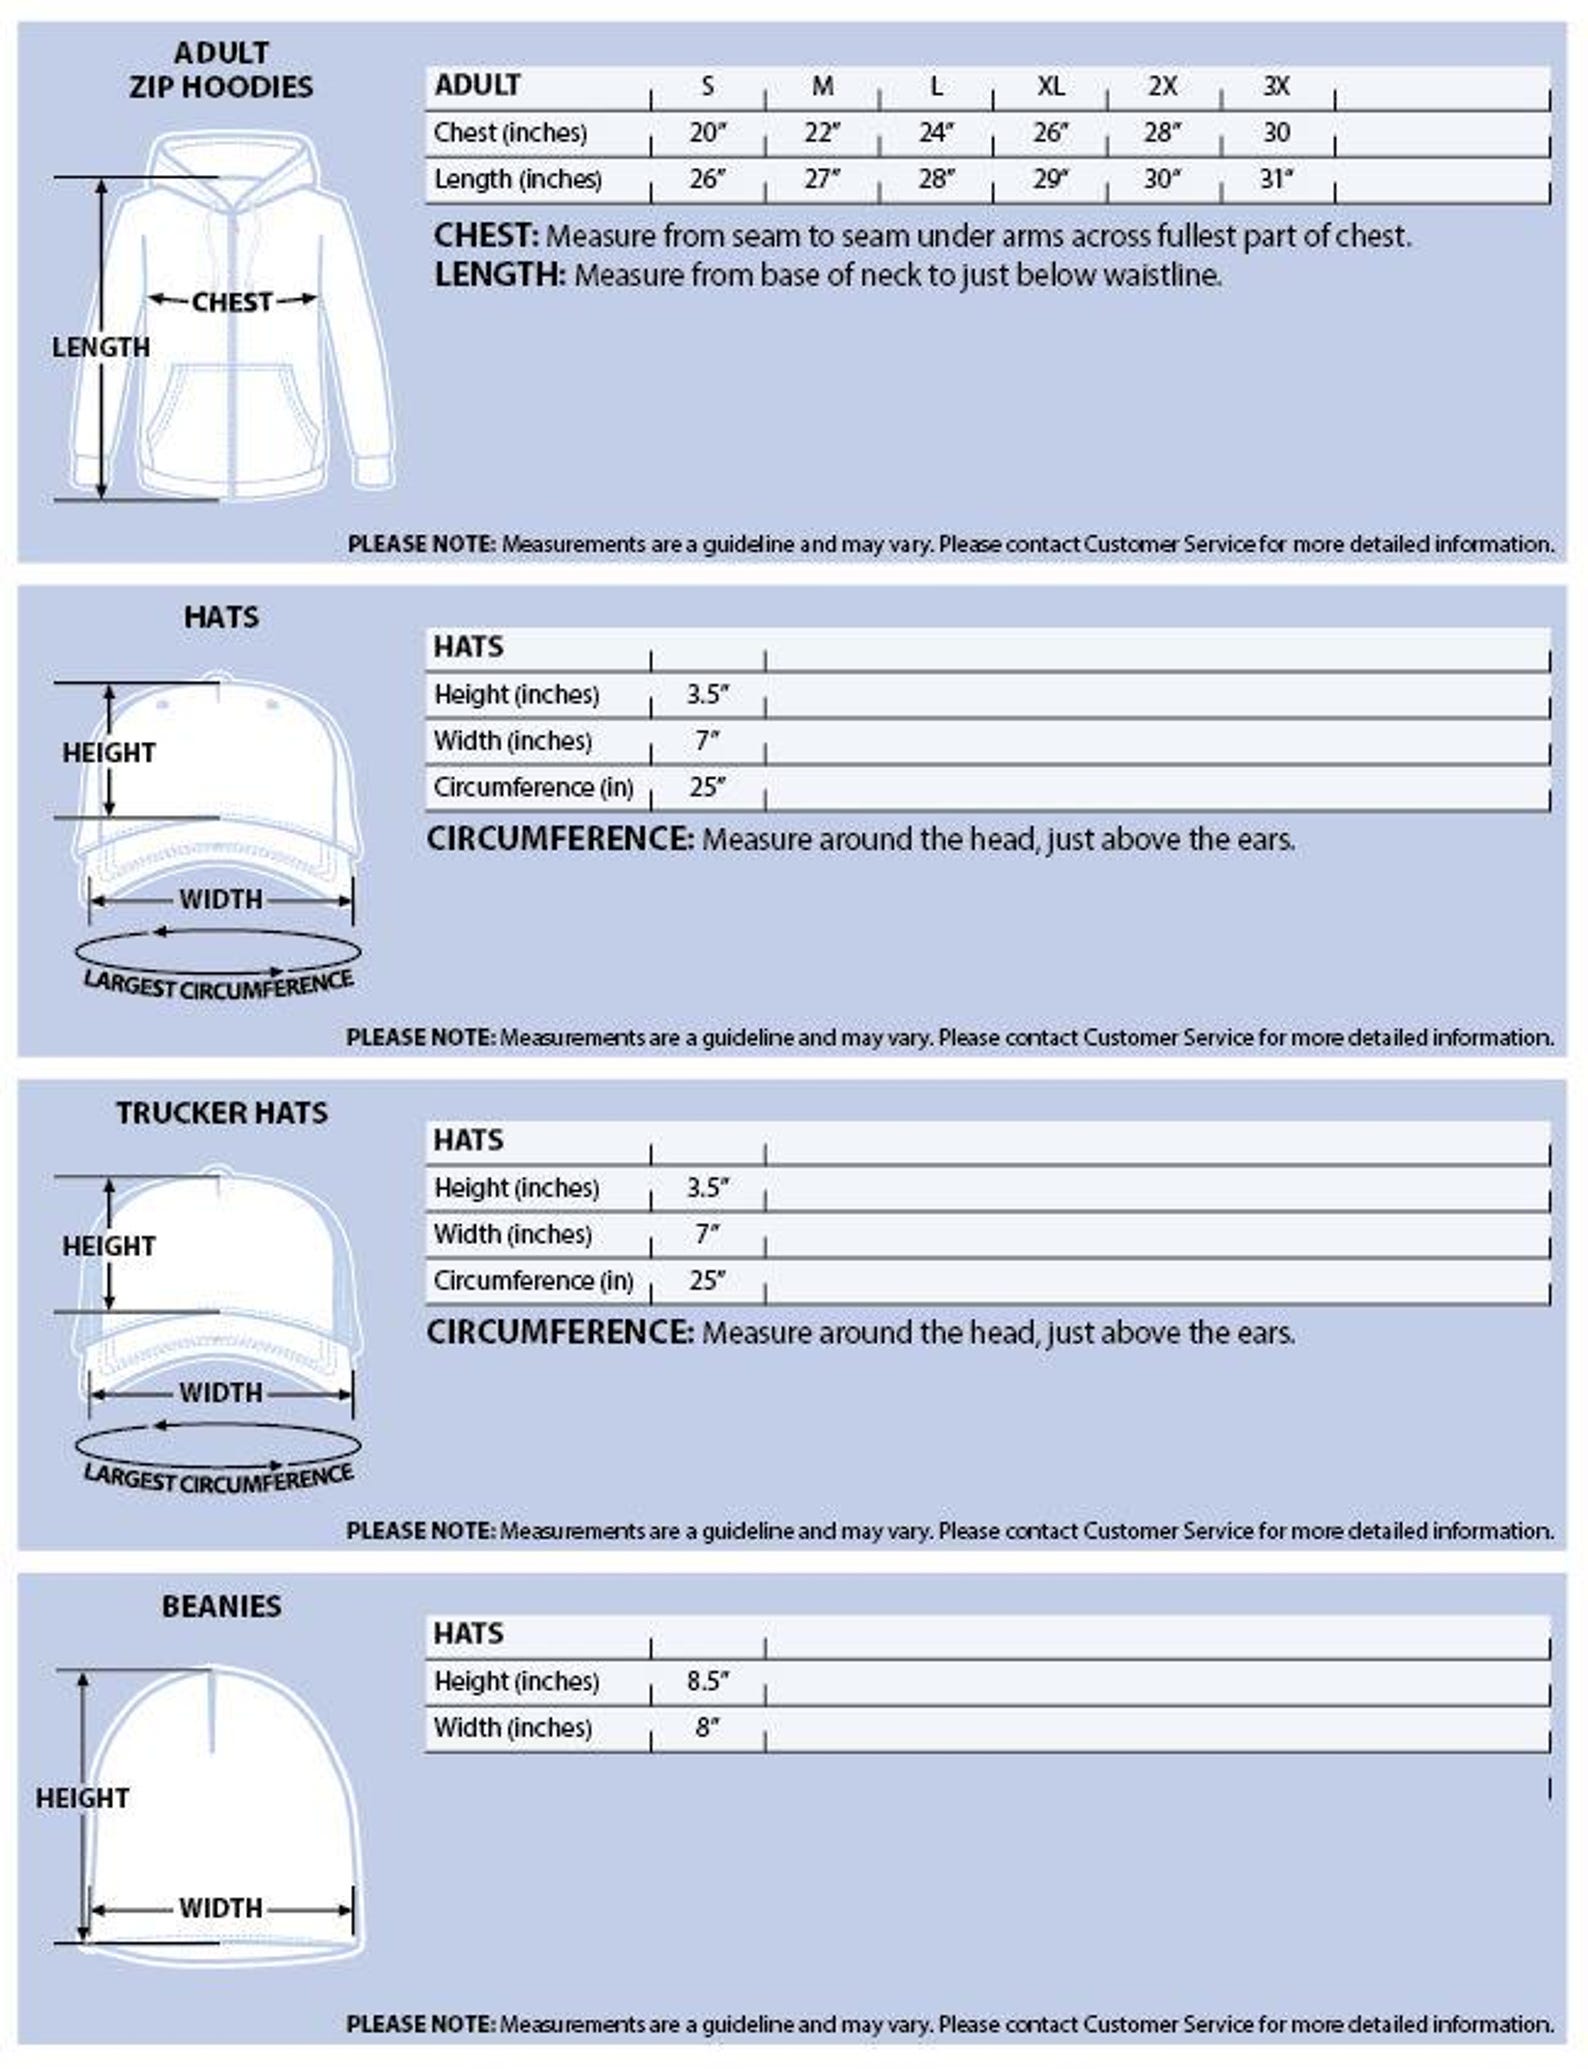 ADULT
ZIP HOODIES
ADULT S M L XL 2X 3X
Chest (inches) 20" 22" 24" 26" 28" 30
Length (inches) 26" 27" 28" 29" 30" 31"
CHEST: Measure from seam to seam under arms across fullest part of chest.
LENGTH: Measure from base of neck to just below waistline.
CHEST
LENGTH
PLEASE NOTE: Measurements are a guideline and may vary. Please contact Customer Service for more detailed information.
HATS
HATS
Height (inches) 3.5"
Width (inches) 7"
Circumference (in) 25"
CIRCUMFERENCE: Measure around the head, just above the ears.
HEIGHT
WIDTH
LARGEST CIRCUMFERENCE
PLEASE NOTE: Measurements are a guideline and may vary. Please contact Customer Service for more detailed information.
TRUCKER HATS
HATS
Height (inches) 3.5"
Width (inches) 7"
Circumference (in) 25"
CIRCUMFERENCE: Measure around the head, just above the ears.
HEIGHT
WIDTH
LARGEST CIRCUMFERENCE
PLEASE NOTE: Measurements are a guideline and may vary. Please contact Customer Service for more detailed information.
BEANIES
HATS
Height (inches) 8.5"
Width (inches) 8"
HEIGHT
WIDTH
PLEASE NOTE: Measurements are a guideline and may vary. Please contact Customer Service for more detailed information.